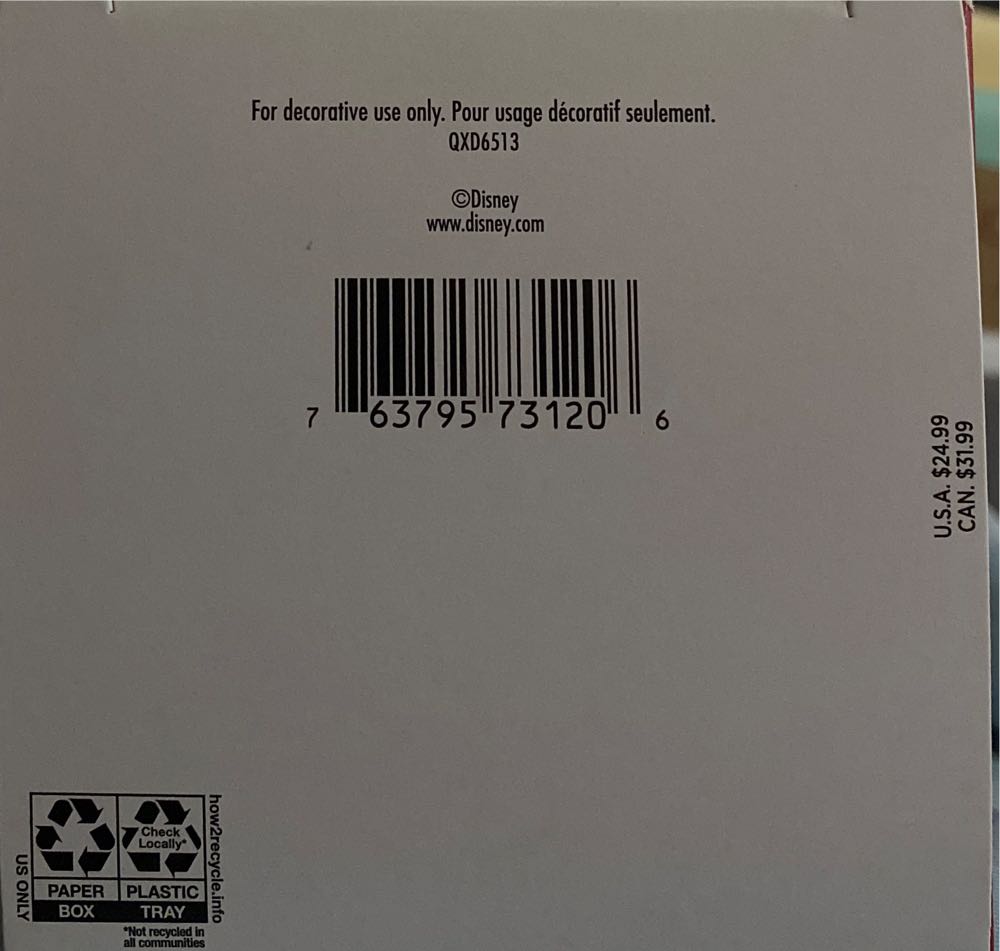 For decorative use only. Pour usage décoratif seulement.
QXD6513
©Disney
www.disney.com
7 63795 73120 6
U.S.A. $24.99
CAN. $31.99
US ONLY
Check
Locally*
PAPER PLASTIC
BOX TRAY
how2recycle.info
*Not recycled in
all communities